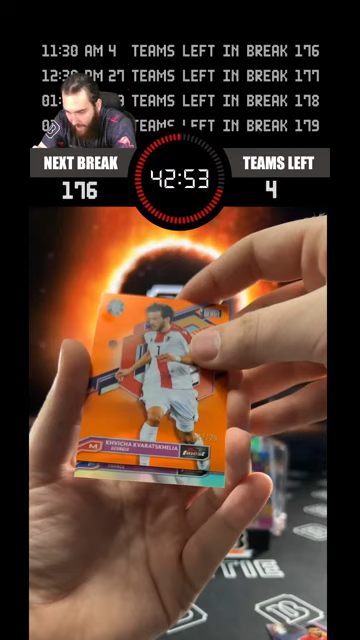 11:30 AM 4 TEAMS LEFT IN BREAK 176
12:30 PM 27 TEAMS LEFT IN BREAK 177
TEAMS LEFT IN BREAK 178
TEAMS LEFT IN BREAK 179
NEXT BREAK
176
42:53
TEAMS LEFT
4
7
M
KHVICHA KVARATSKHELIA
GEORGIA
FINEST